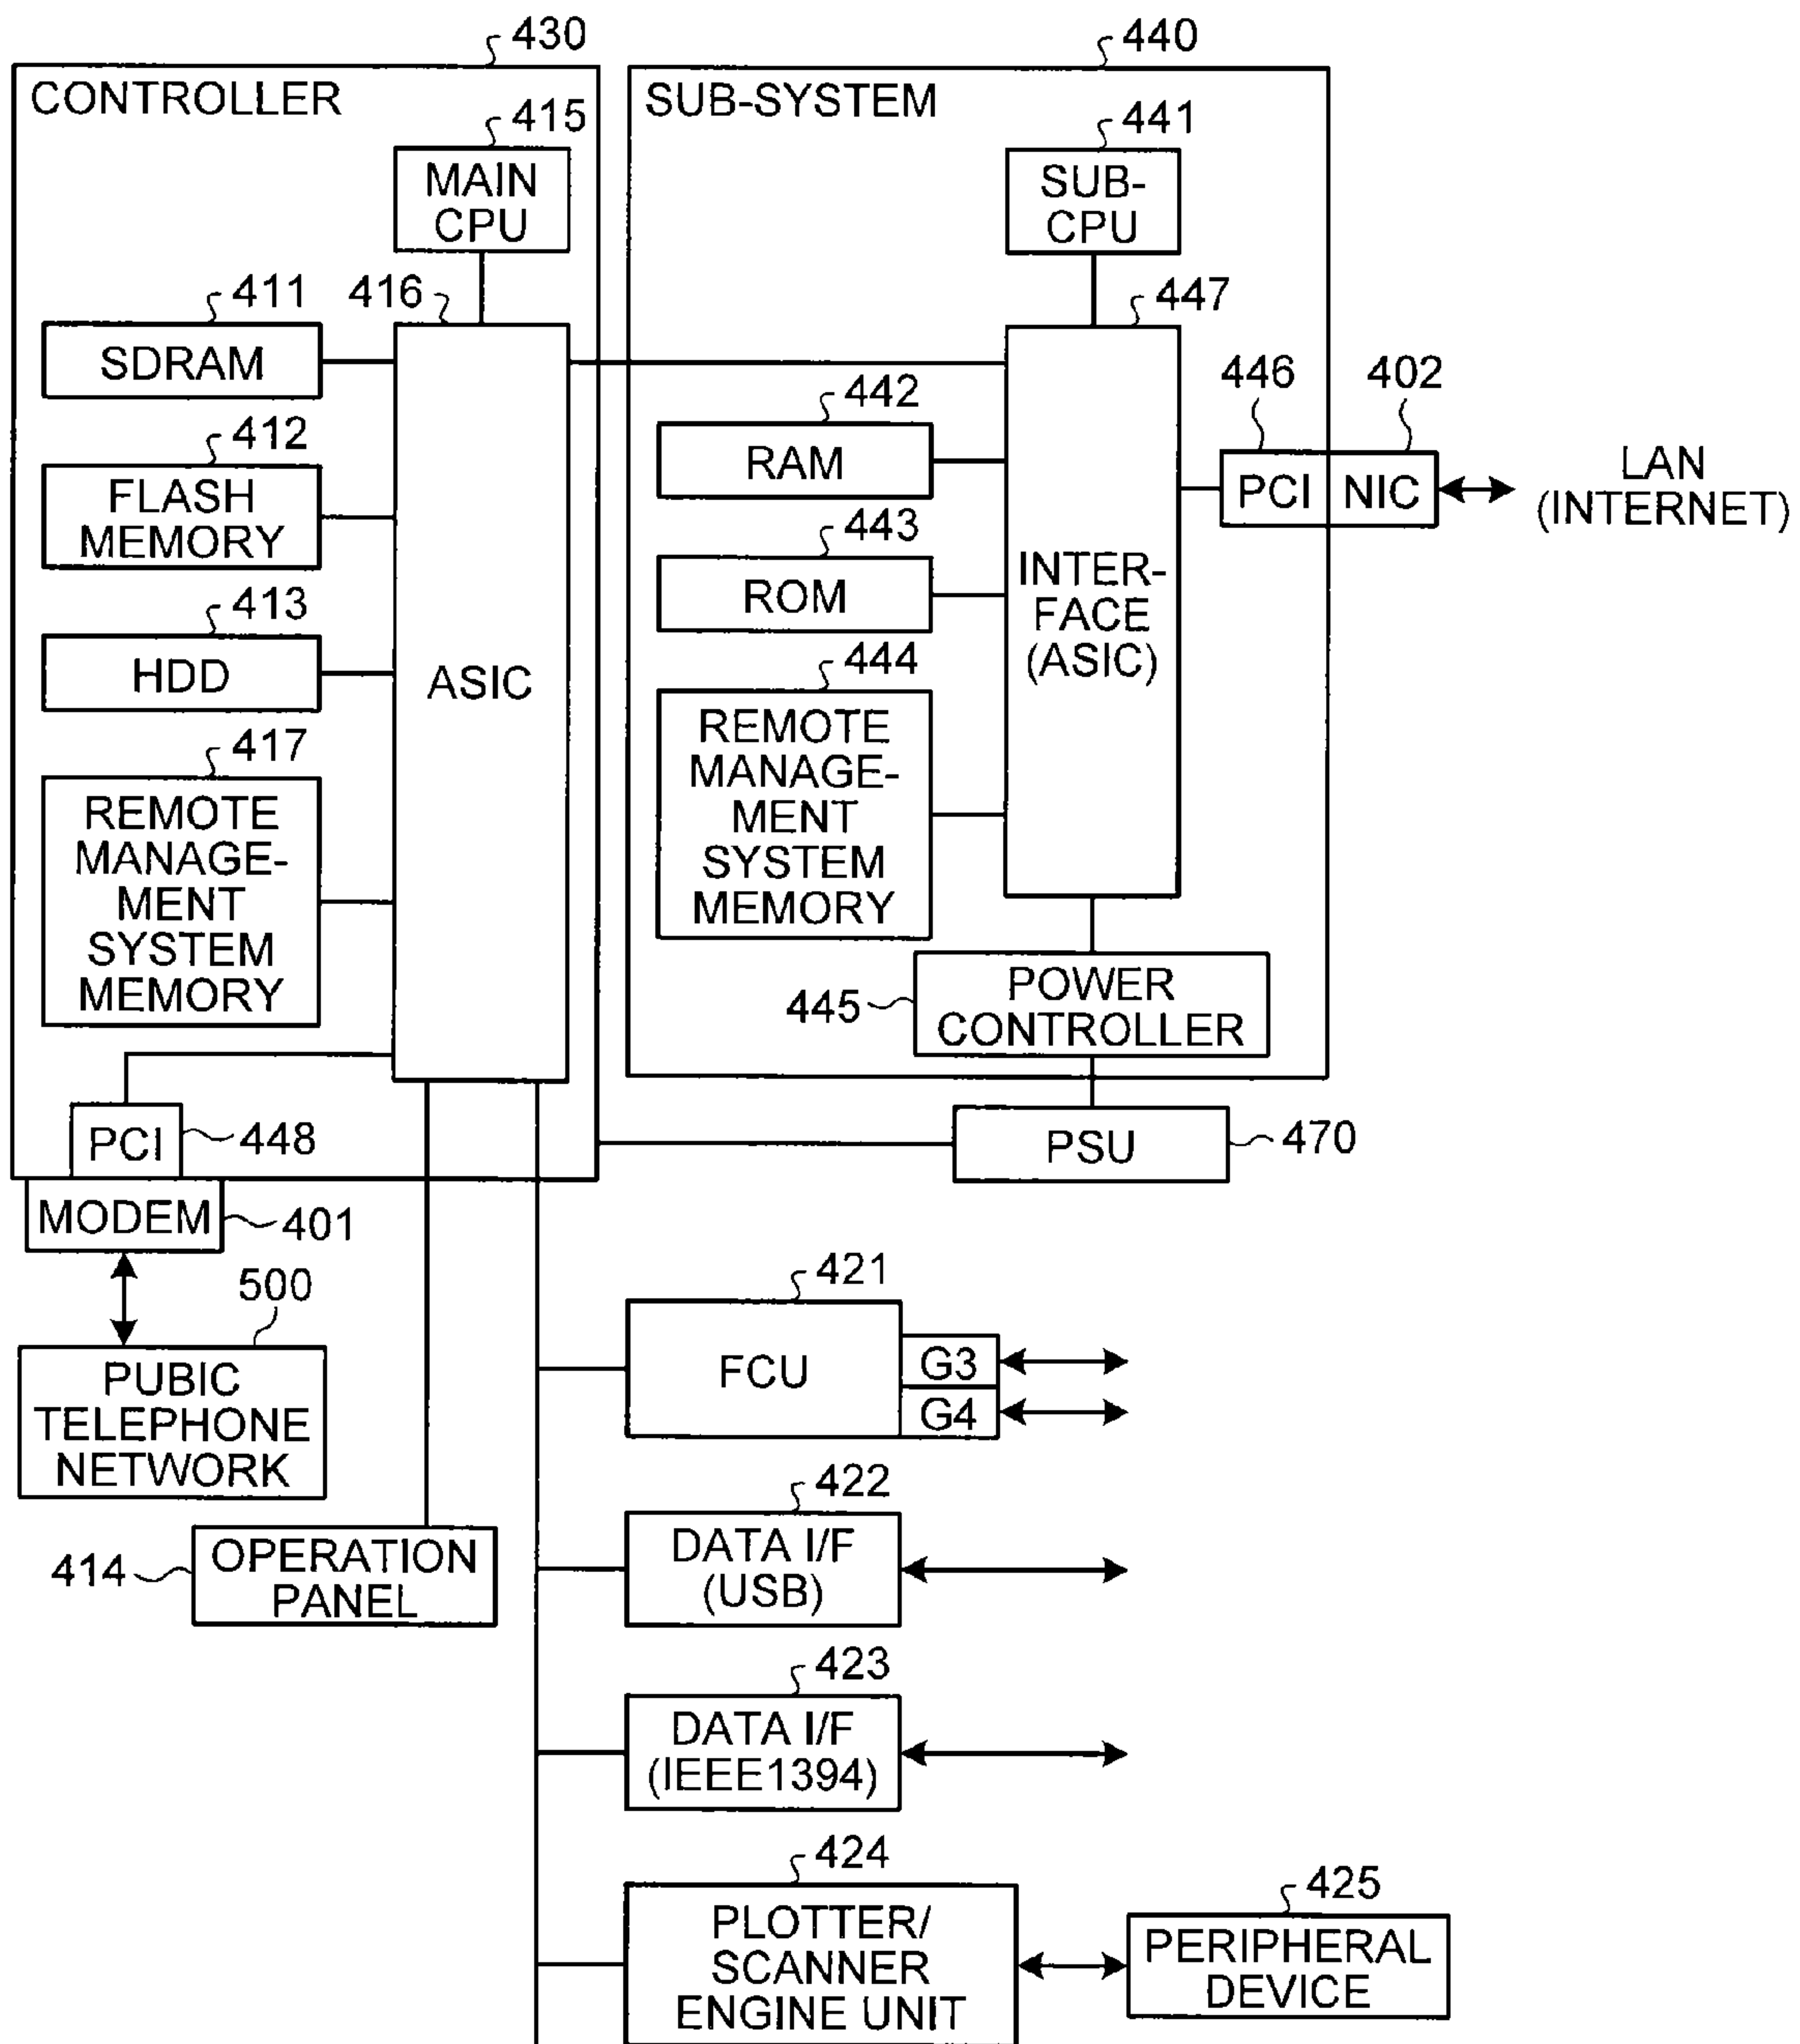 430
440
CONTROLLER
SUB-SYSTEM
415
441
MAIN
CPU
SUB-
CPU
411
416
447
SDRAM
446
402
442
412
RAM
PCI
NIC
LAN
(INTERNET)
FLASH
MEMORY
443
INTER-
FACE
(ASIC)
413
ROM
HDD
ASIC
444
417
REMOTE
MANAGE-
MENT
SYSTEM
MEMORY
REMOTE
MANAGE-
MENT
SYSTEM
MEMORY
445
POWER
CONTROLLER
PCI
448
PSU
470
MODEM
401
500
421
PUBIC
TELEPHONE
NETWORK
FCU
G3
G4
422
414
OPERATION
PANEL
DATA I/F
(USB)
423
DATA I/F
(IEEE1394)
424
425
PLOTTER/
SCANNER
ENGINE UNIT
PERIPHERAL
DEVICE